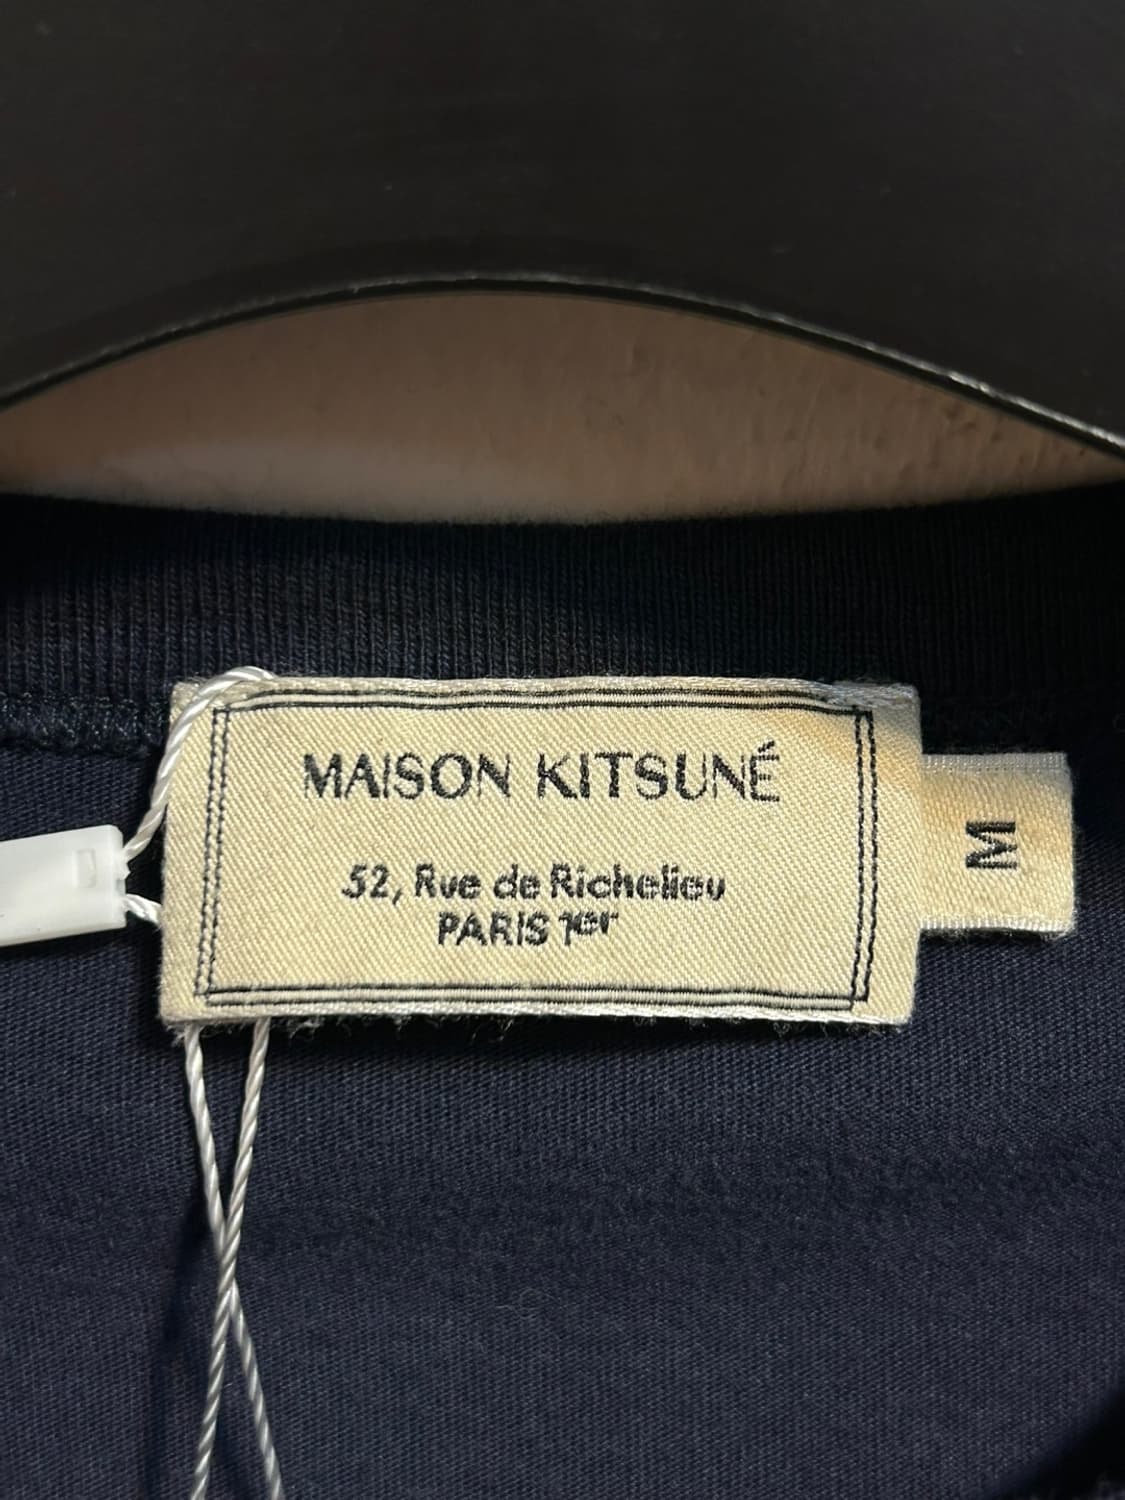 MAISON KITSUNÉ
52, Rue de Richelieu
PARIS 1er
M